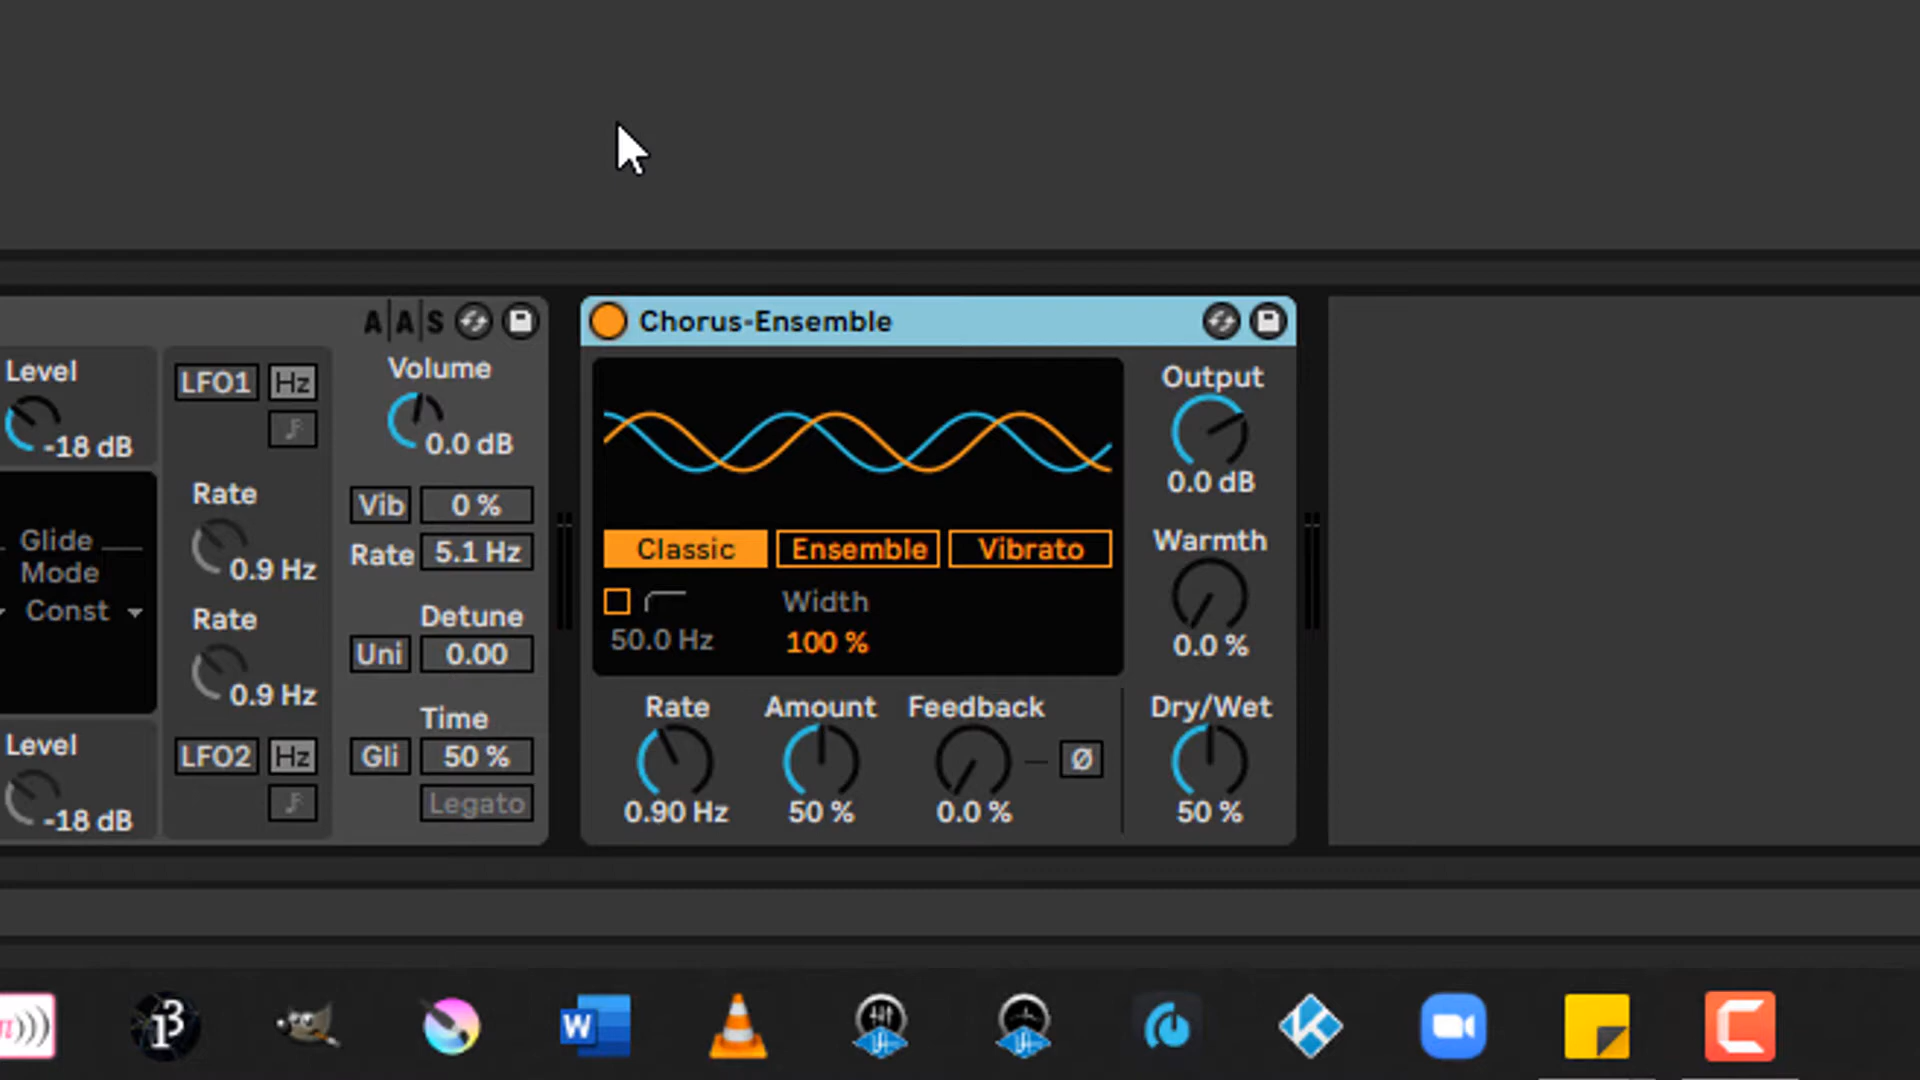 A|A|S
Level
-18 dB
Glide
Mode
Const
Level
-18 dB
LFO1 Hz
Rate
0.9 Hz
Rate
0.9 Hz
LFO2 Hz
Volume
0.0 dB
Vib 0 %
Rate 5.1 Hz
Detune
Uni 0.00
Time
Gli 50 %
Legato
Chorus-Ensemble
Classic Ensemble Vibrato
Width
50.0 Hz 100 %
Rate Amount Feedback
Ø
0.90 Hz 50 % 0.0 %
Output
0.0 dB
Warmth
0.0 %
Dry/Wet
50 %
W